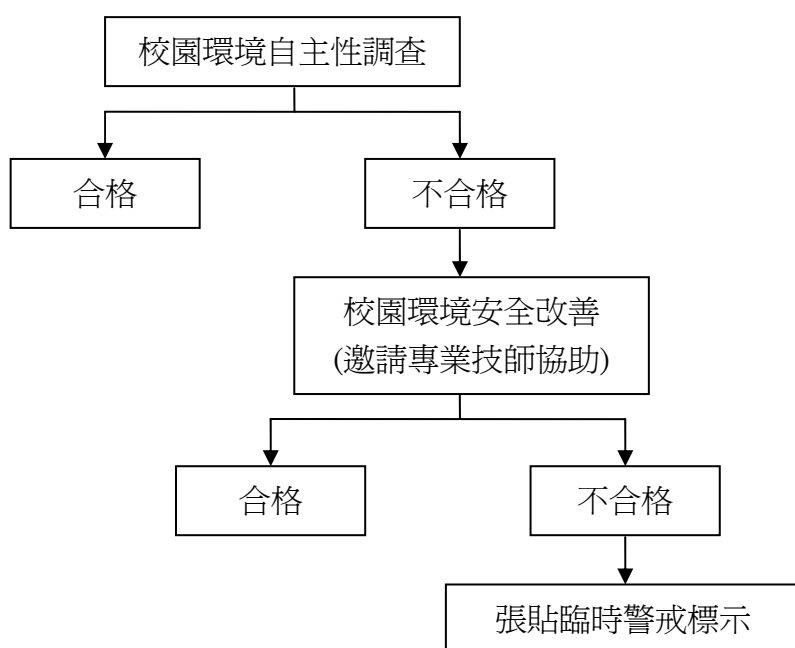 校園環境自主性調查
合格
不合格
校園環境安全改善
(邀請專業技師協助)
合格
不合格
張貼臨時警戒標示